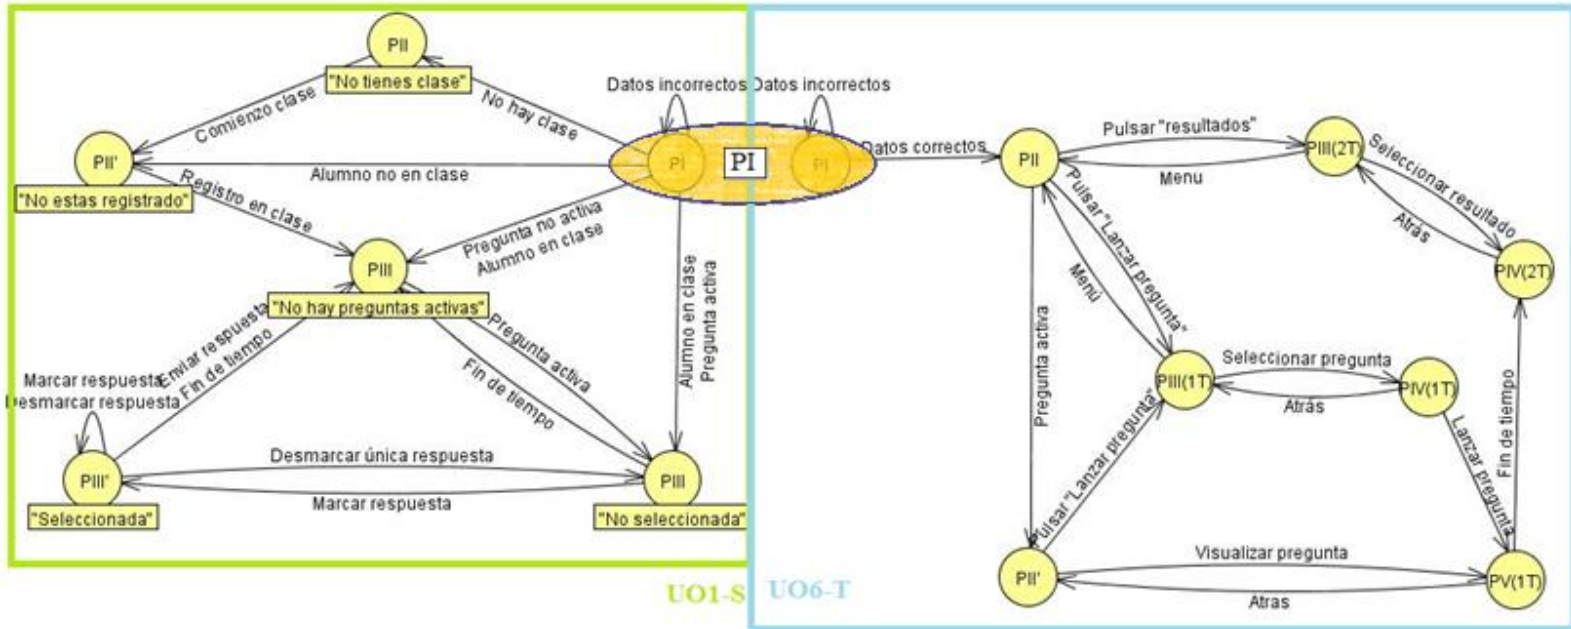 PII
"No tienes clase"
Comienzo clase
No hay clase
Datos incorrectos
PII'
"No estas registrado"
Alumno no en clase
Registro en clase
PI
PI
PI
Pregunta no activa
Alumno en clase
PIII
"No hay preguntas activas"
Alumno en clase
Pregunta activa
Enviar respuesta
Fin de tiempo
Pregunta activa
Fin de tiempo
Marcar respuesta
Desmarcar respuesta
PIII'
"Seleccionada"
Desmarcar única respuesta
Marcar respuesta
PIII
"No seleccionada"
UO1-S
Datos incorrectos
Datos correctos
PII
Pulsar "resultados"
Menu
PIII(2T)
Seleccionar resultado
Atrás
PIV(2T)
Pulsar "Lanzar pregunta"
Menú
Pregunta activa
PIII(1T)
Seleccionar pregunta
Atrás
PIV(1T)
Lanzar pregunta
Fin de tiempo
Pulsar "Lanzar pregunta"
PII'
Visualizar pregunta
Atras
PV(1T)
UO6-T